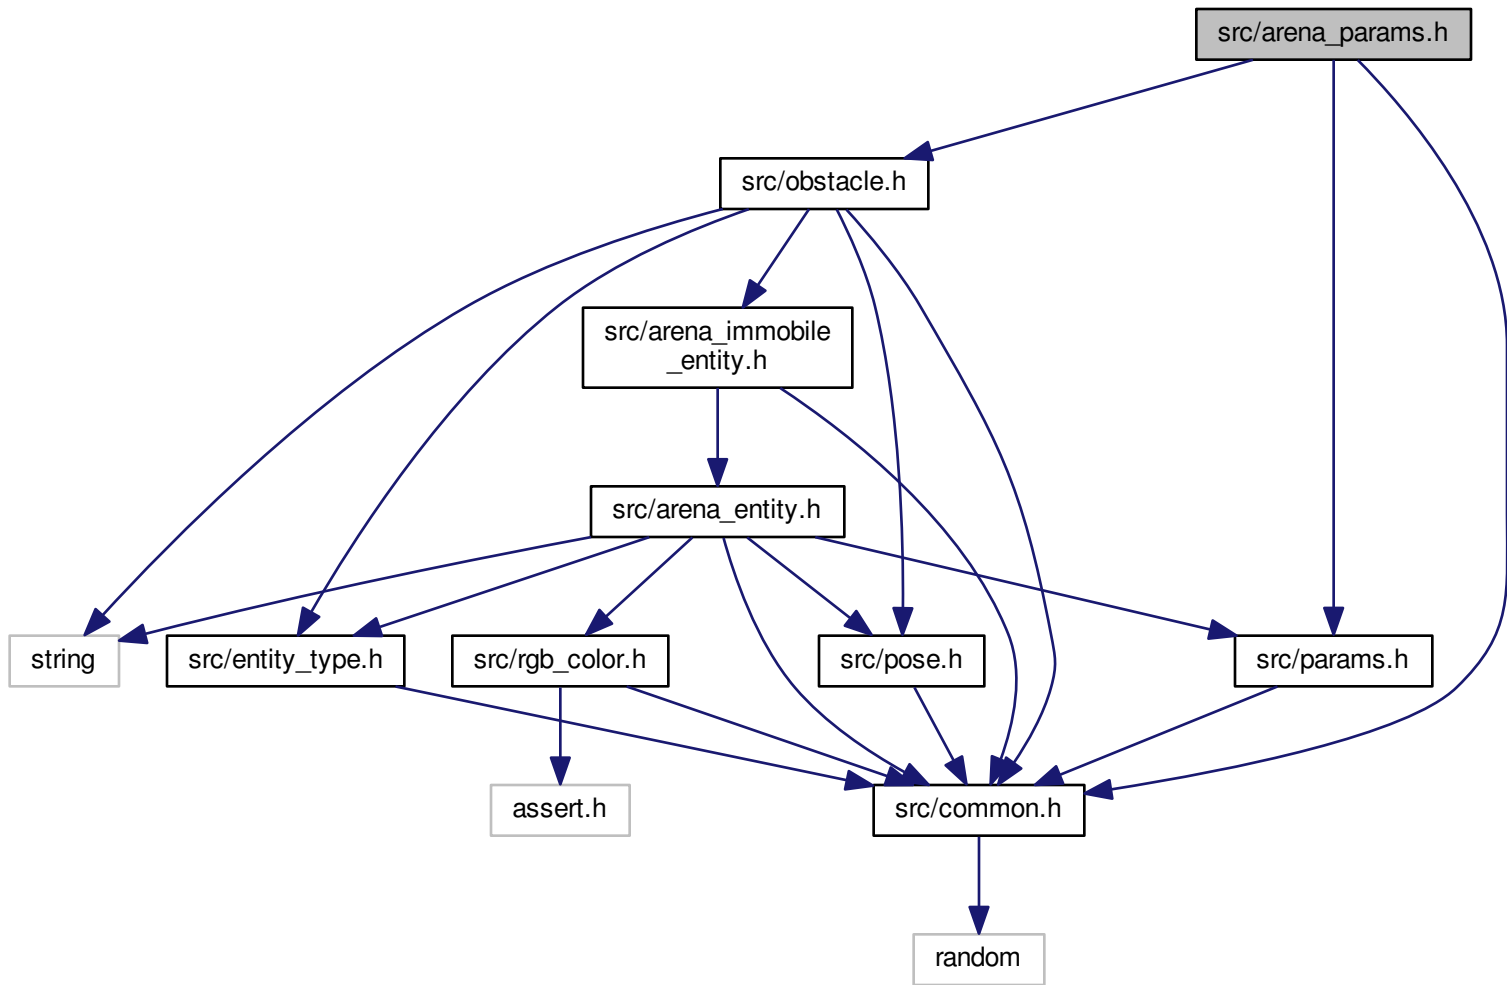 src/arena_params.h
src/obstacle.h
src/arena_immobile
_entity.h
src/arena_entity.h
string
src/entity_type.h
src/rgb_color.h
src/pose.h
src/params.h
assert.h
src/common.h
random